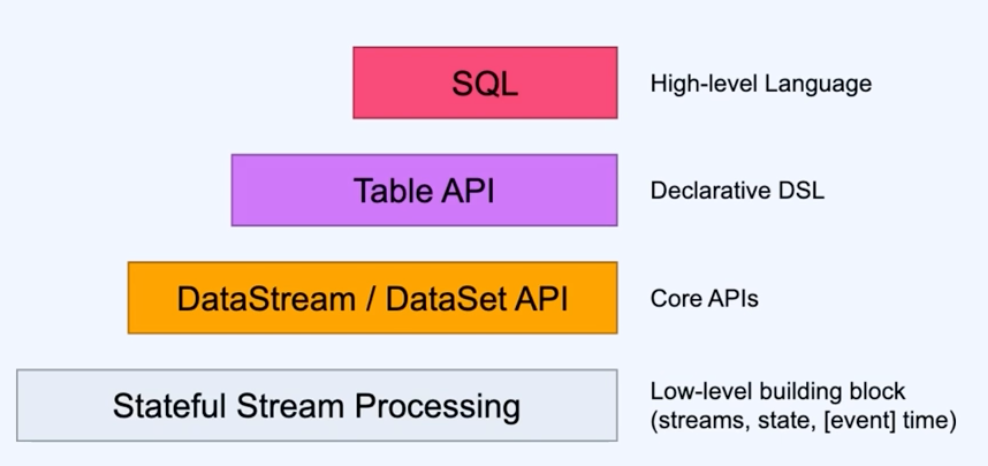 SQL
High-level Language
Table API
Declarative DSL
DataStream / DataSet API
Core APIs
Stateful Stream Processing
Low-level building block
(streams, state, [event] time)